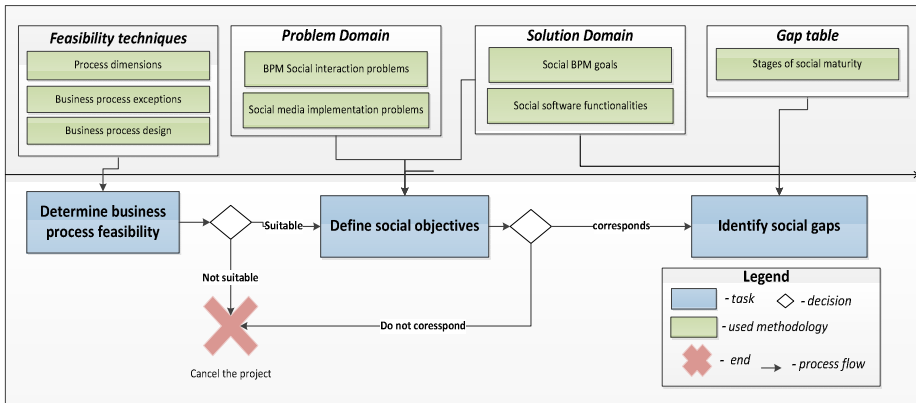 Feasibility techniques
Process dimensions
Business process exceptions
Business process design
Problem Domain
BPM Social interaction problems
Social media implementation problems
Solution Domain
Social BPM goals
Social software functionalities
Gap table
Stages of social maturity
Determine business
process feasibility
Suitable
Define social objectives
corresponds
Identify social gaps
Not suitable
Do not coresspond
Cancel the project
Legend
- task
- decision
- used methodology
- end
- process flow